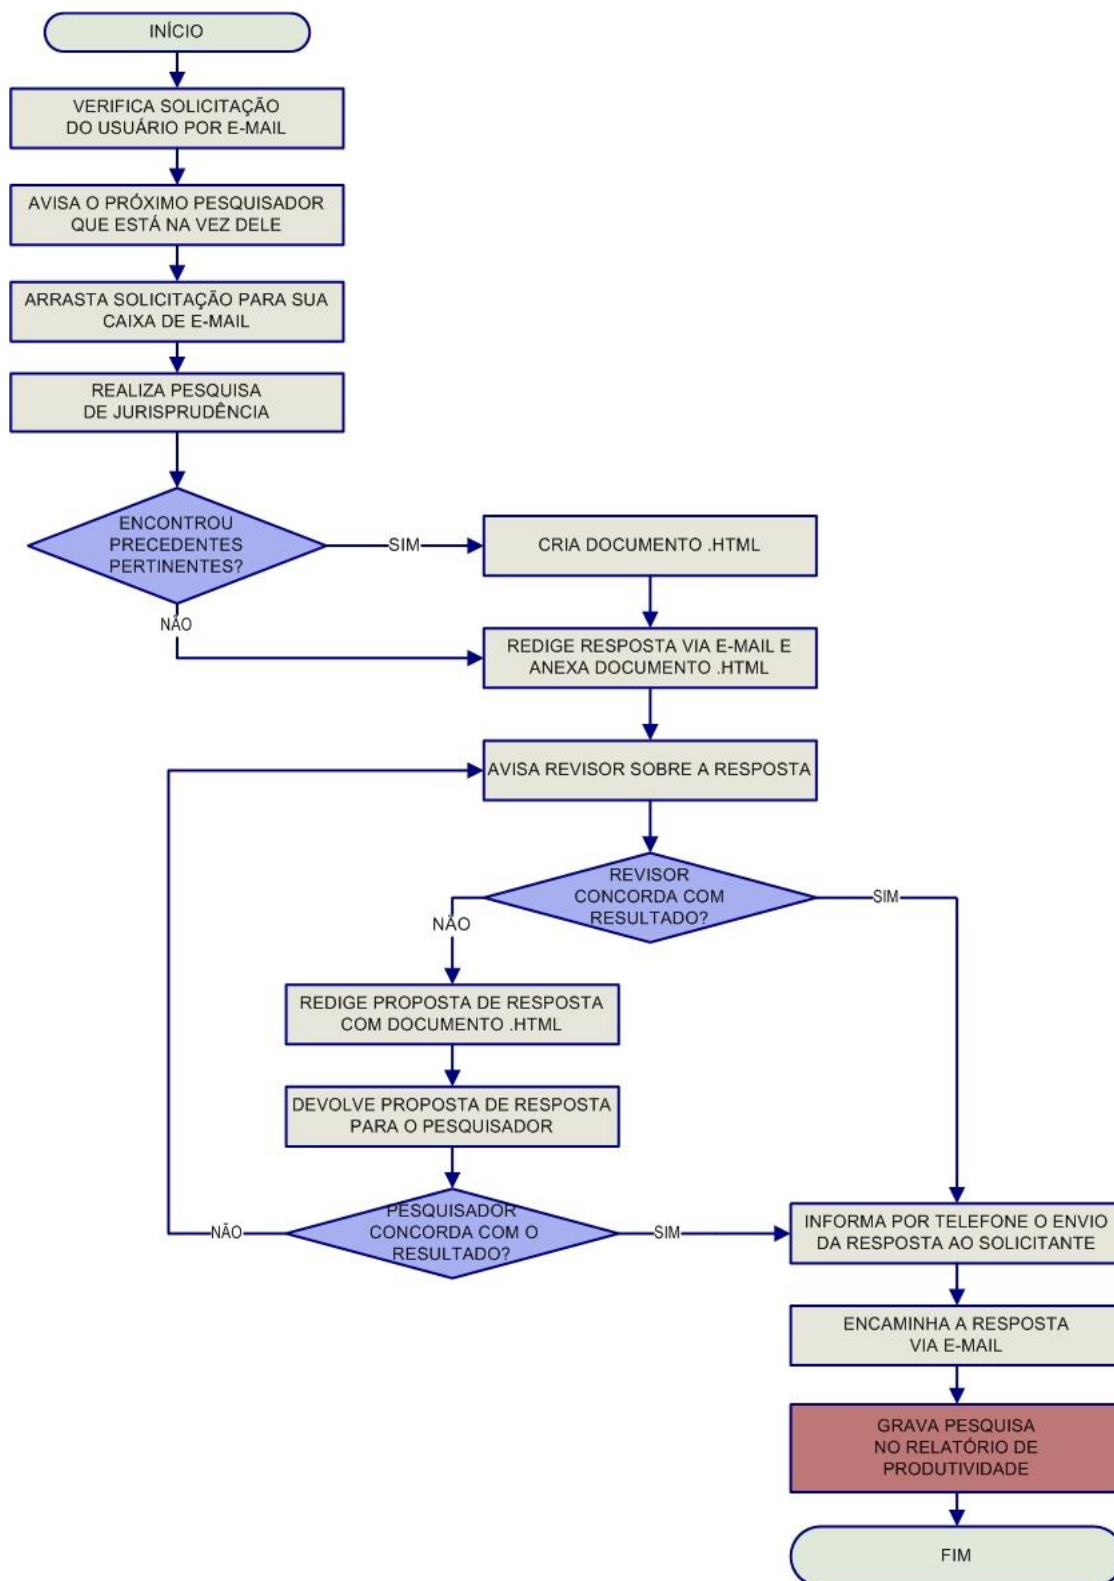 INÍCIO
VERIFICA SOLICITAÇÃO
DO USUÁRIO POR E-MAIL
AVISA O PRÓXIMO PESQUISADOR
QUE ESTÁ NA VEZ DELE
ARRASTA SOLICITAÇÃO PARA SUA
CAIXA DE E-MAIL
REALIZA PESQUISA
DE JURISPRUDÊNCIA
ENCONTROU
PRECEDENTES
PERTINENTES?
SIM
CRIA DOCUMENTO .HTML
NÃO
REDIGE RESPOSTA VIA E-MAIL E
ANEXA DOCUMENTO .HTML
AVISA REVISOR SOBRE A RESPOSTA
REVISOR
CONCORDA COM
RESULTADO?
SIM
NÃO
REDIGE PROPOSTA DE RESPOSTA
COM DOCUMENTO .HTML
DEVOLVE PROPOSTA DE RESPOSTA
PARA O PESQUISADOR
PESQUISADOR
CONCORDA COM O
RESULTADO?
NÃO
SIM
INFORMA POR TELEFONE O ENVIO
DA RESPOSTA AO SOLICITANTE
ENCAMINHA A RESPOSTA
VIA E-MAIL
GRAVA PESQUISA
NO RELATÓRIO DE
PRODUTIVIDADE
FIM